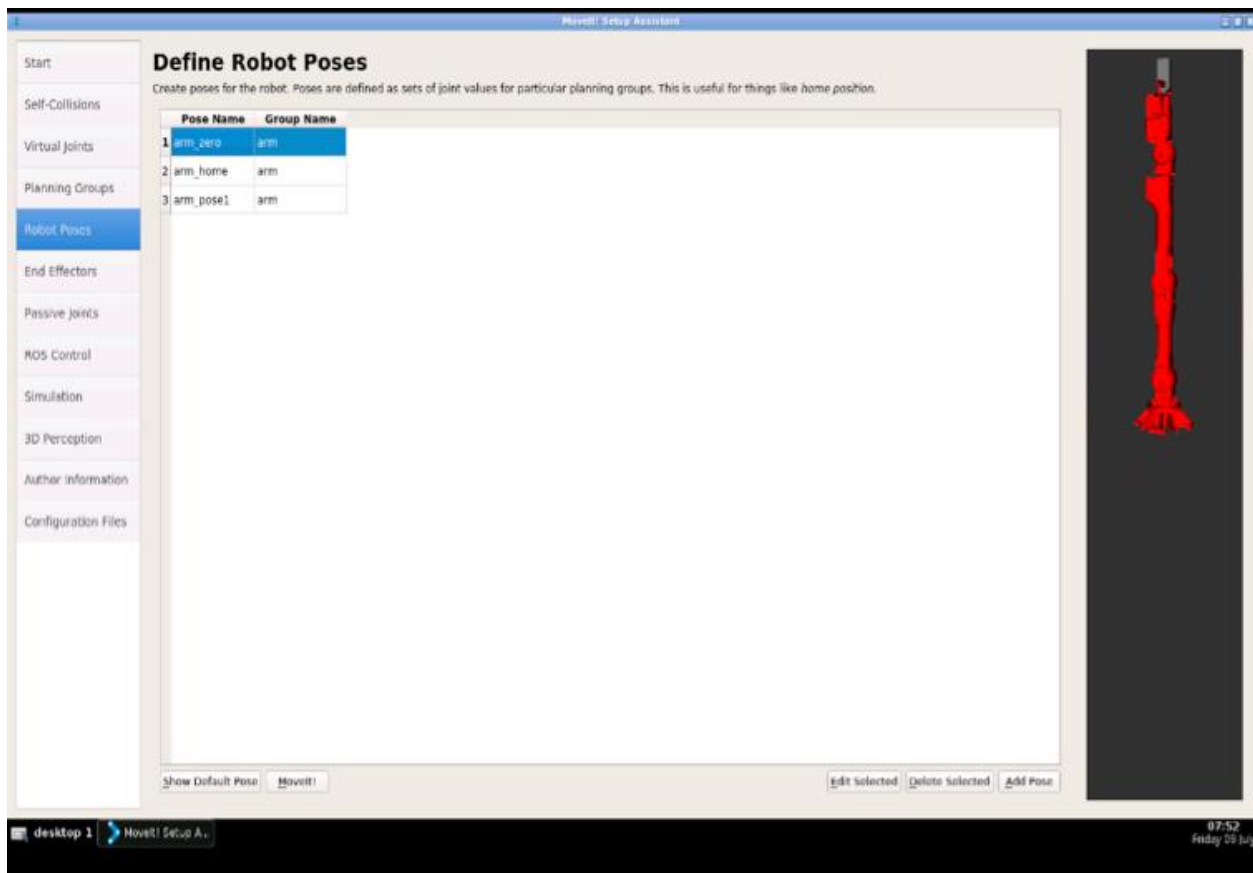 MoveIt! Setup Assistant
Start
Self-Collisions
Virtual Joints
Planning Groups
Robot Poses
End Effectors
Passive Joints
ROS Control
Simulation
3D Perception
Author Information
Configuration Files
Define Robot Poses
Create poses for the robot. Poses are defined as sets of joint values for particular planning groups. This is useful for things like home position.
Pose Name Group Name
1 arm_zero arm
2 arm_home arm
3 arm_pose1 arm
Show Default Pose MoveIt! Edit Selected Delete Selected Add Pose
desktop 1 MoveIt! Setup A..
07:52
Friday